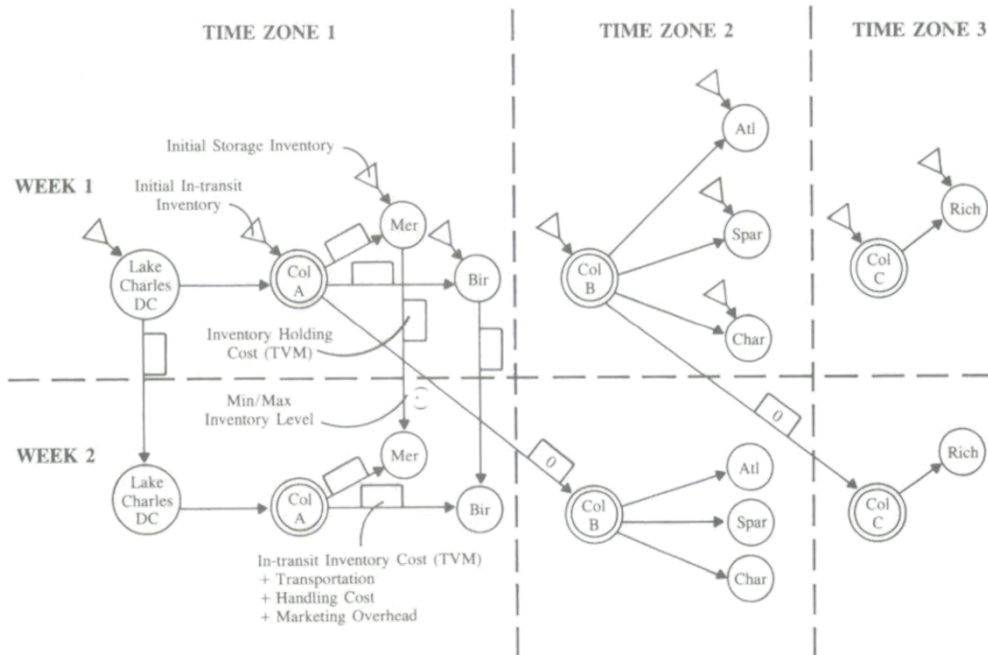 TIME ZONE 1
TIME ZONE 2
TIME ZONE 3
WEEK 1
Initial Storage Inventory
Initial In-transit
Inventory
Lake
Charles
DC
Col
A
Mer
Bir
Col
B
Atl
Spar
Char
Col
C
Rich
Inventory Holding
Cost (TVM)
Min/Max
Inventory Level
0
0
WEEK 2
Lake
Charles
DC
Col
A
Mer
Bir
Col
B
Atl
Spar
Char
Col
C
Rich
In-transit Inventory Cost (TVM)
+ Transportation
+ Handling Cost
+ Marketing Overhead